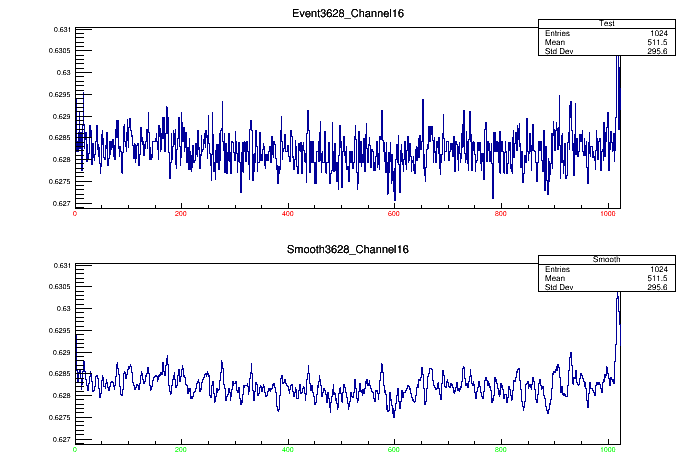 Event3628_Channel16
Test
Entries 1024
Mean 511.5
Std Dev 295.6
0.631
0.6305
0.63
0.6295
0.629
0.6285
0.628
0.6275
0.627
0 200 400 600 800 1000
Smooth3628_Channel16
Smooth
Entries 1024
Mean 511.5
Std Dev 295.6
0.631
0.6305
0.63
0.6295
0.629
0.6285
0.628
0.6275
0.627
0 200 400 600 800 1000